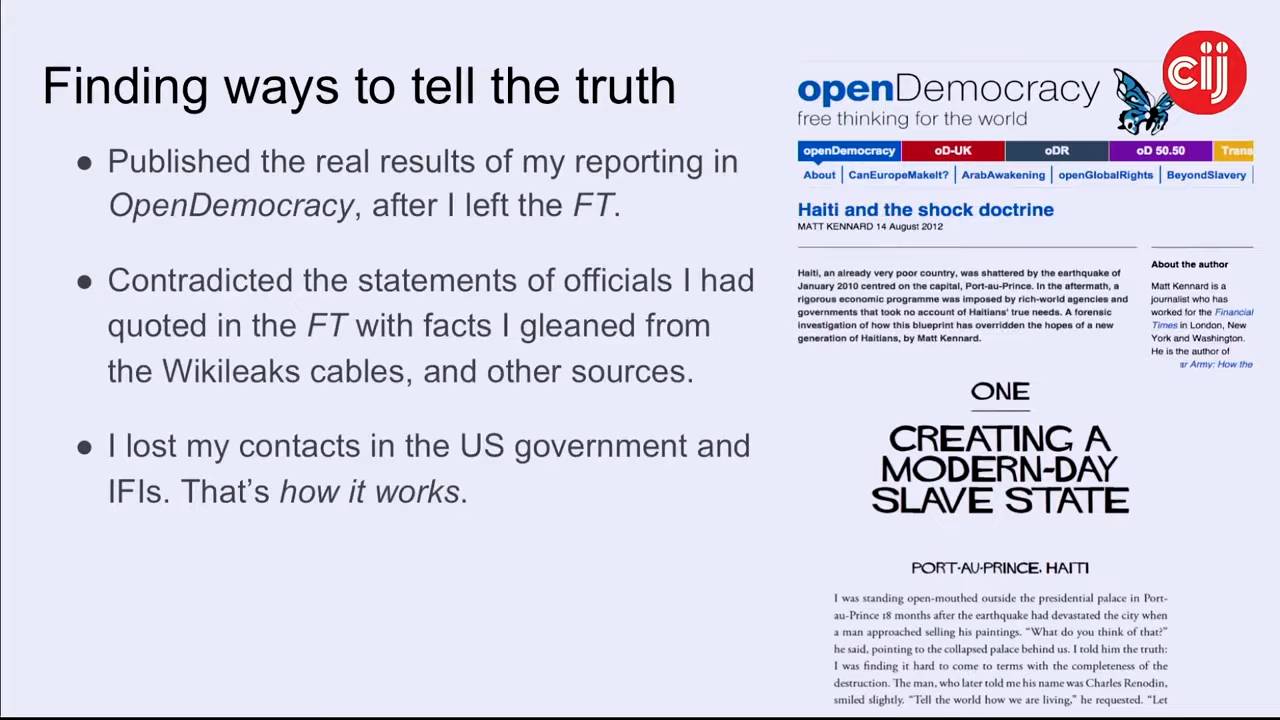 Finding ways to tell the truth
● Published the real results of my reporting in
OpenDemocracy, after I left the FT.
● Contradicted the statements of officials I had
quoted in the FT with facts I gleaned from
the Wikileaks cables, and other sources.
● I lost my contacts in the US government and
IFIs. That’s how it works.
cij
openDemocracy
free thinking for the world
openDemocracy oD-UK oDR oD 50.50 Trans
About CanEuropeMakeIt? ArabAwakening openGlobalRights BeyondSlavery
Haiti and the shock doctrine
MATT KENNARD 14 August 2012
Haiti, an already very poor country, was shattered by the earthquake of
January 2010 centred on the capital, Port-au-Prince. In the aftermath, a
rigorous economic programme was imposed by rich-world agencies and
governments that took no account of Haitians' true needs. A forensic
investigation of how this blueprint has overridden the hopes of a new
generation of Haitians, by Matt Kennard.
About the author
Matt Kennard is a
journalist who has
worked for the Financial
Times in London, New
York and Washington.
He is the author of
ar Army: How the
ONE
CREATING A
MODERN-DAY
SLAVE STATE
PORT-AU-PRINCE, HAITI
I was standing open-mouthed outside the presidential palace in Port-
au-Prince 18 months after the earthquake had devastated the city when
a man approached selling his paintings. “What do you think of that?”
he said, pointing to the collapsed palace behind us. I told him the truth:
I was finding it hard to come to terms with the completeness of the
destruction. The man, who later told me his name was Charles Renodin,
smiled slightly. “Tell the world how we are living,” he requested. “Let